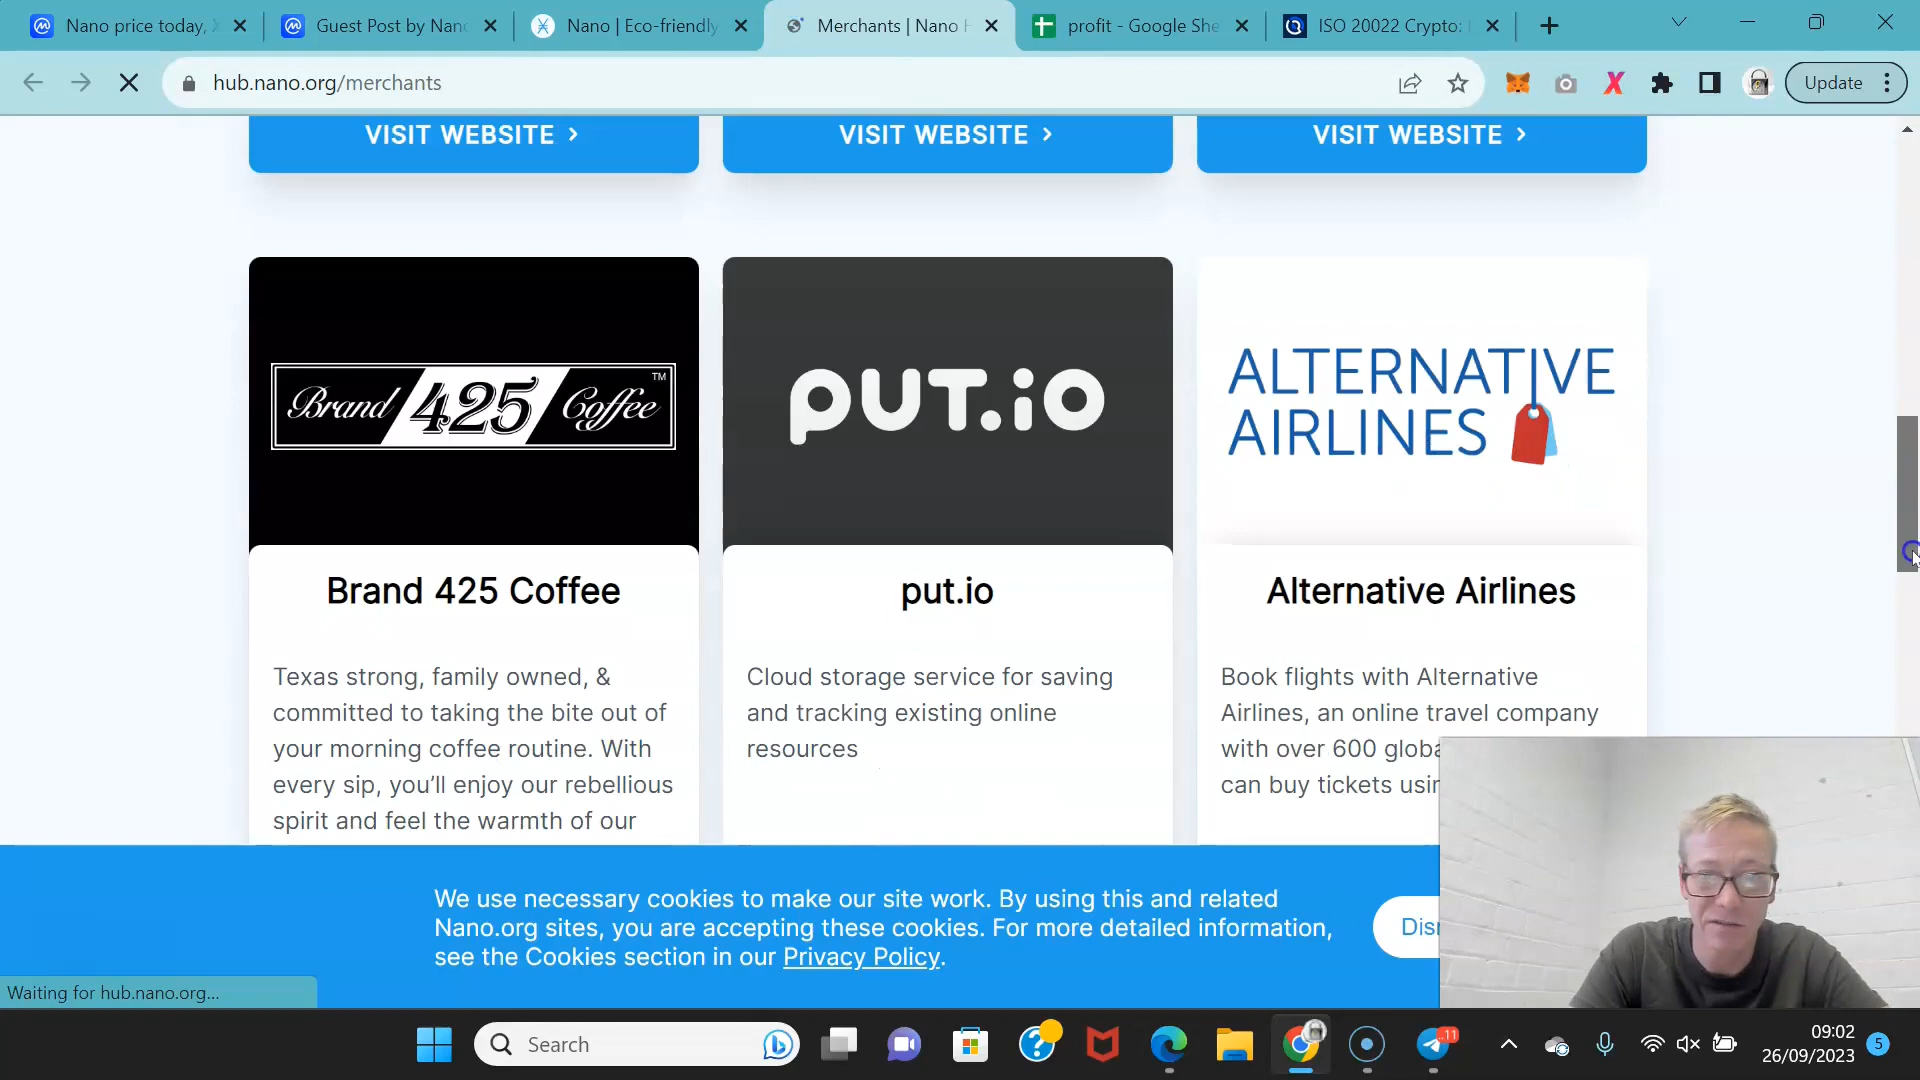 Nano price today,
Guest Post by Nano
Nano | Eco-friendly
Merchants | Nano H
profit - Google She
ISO 20022 Crypto:
hub.nano.org/merchants
Update
VISIT WEBSITE >
VISIT WEBSITE >
VISIT WEBSITE >
Brand 425 Coffee ™
PUT.io
ALTERNATIVE
AIRLINES
Brand 425 Coffee
put.io
Alternative Airlines
Texas strong, family owned, &
committed to taking the bite out of
your morning coffee routine. With
every sip, you’ll enjoy our rebellious
spirit and feel the warmth of our
Cloud storage service for saving
and tracking existing online
resources
Book flights with Alternative
Airlines, an online travel company
with over 600 globa
can buy tickets usin
We use necessary cookies to make our site work. By using this and related
Nano.org sites, you are accepting these cookies. For more detailed information,
see the Cookies section in our Privacy Policy.
Disn
Waiting for hub.nano.org...
Search
11
09:02
26/09/2023
5